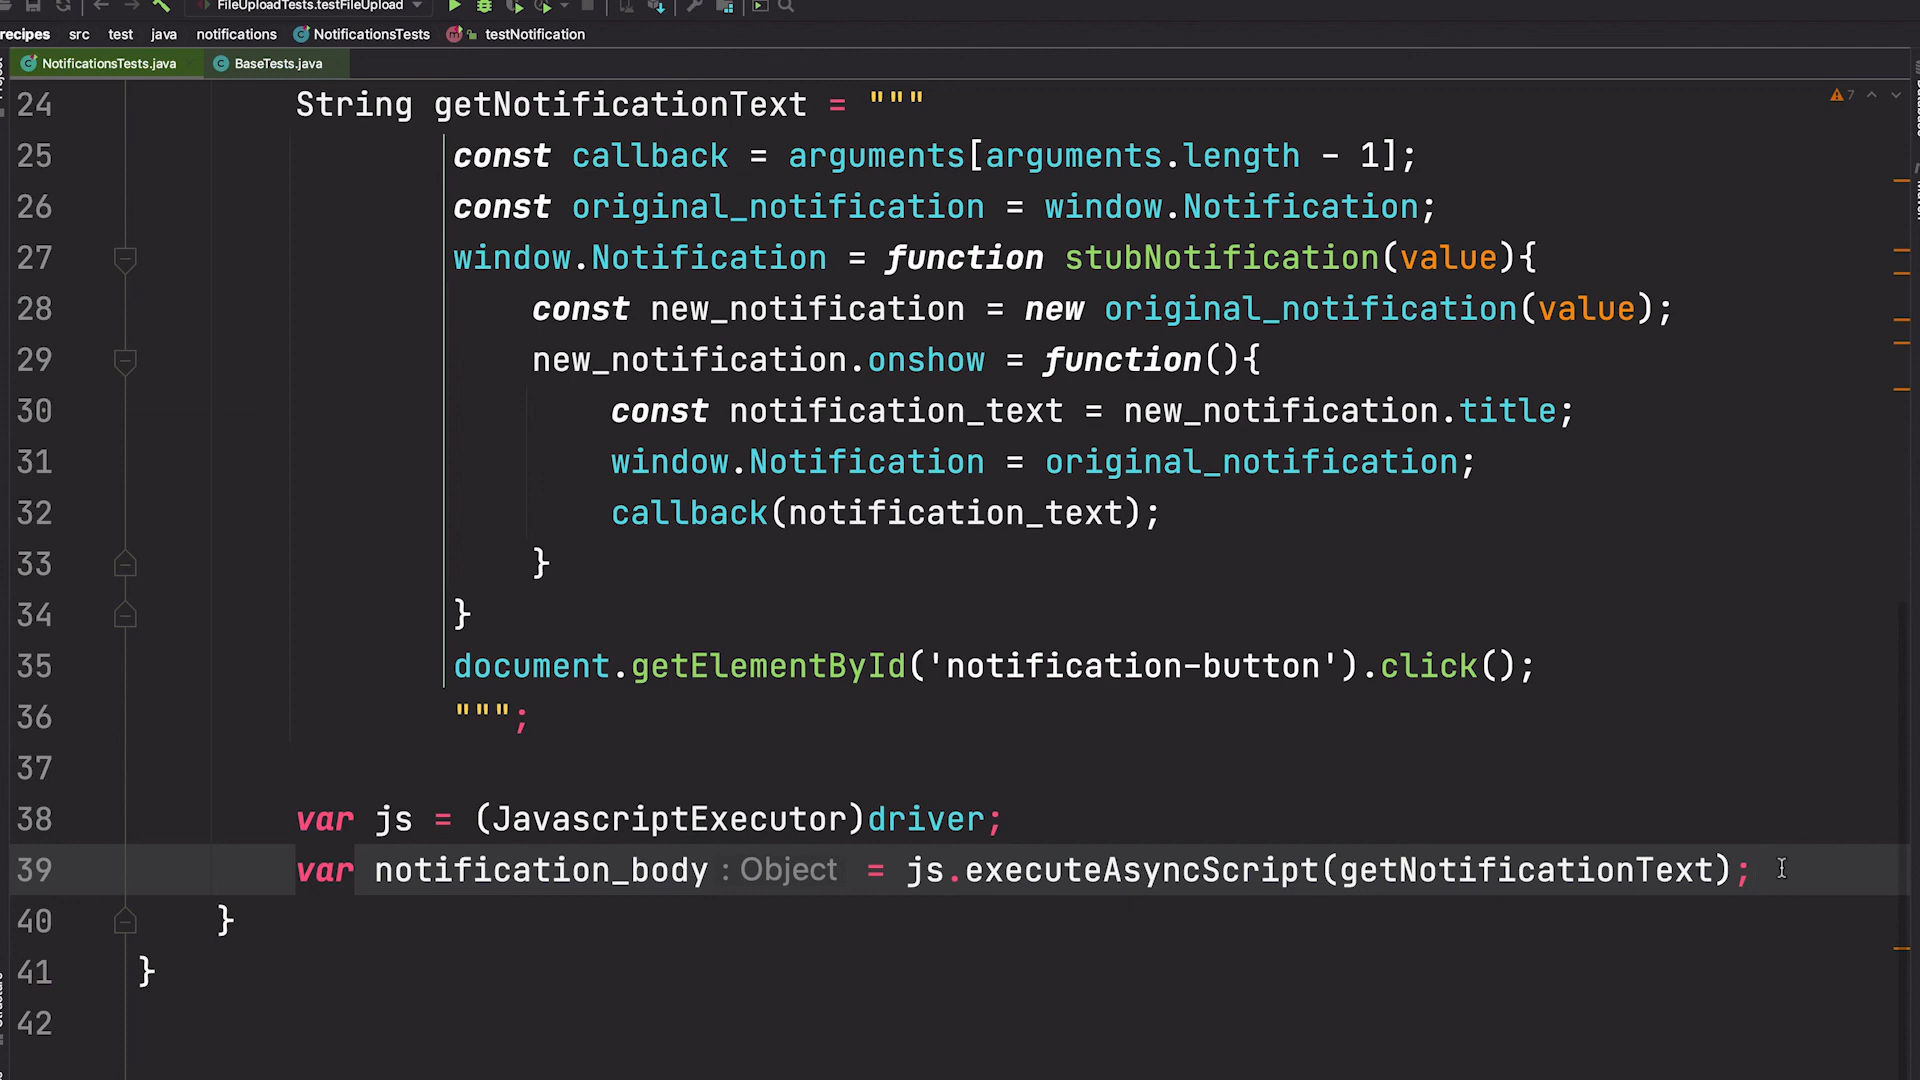 FileUploadTests.testFileUpload
recipes src test java notifications NotificationsTests testNotification
NotificationsTests.java BaseTests.java
24 String getNotificationText = """
7
25 const callback = arguments[arguments.length - 1];
26 const original_notification = window.Notification;
27 window.Notification = function stubNotification(value){
28 const new_notification = new original_notification(value);
29 new_notification.onshow = function(){
30 const notification_text = new_notification.title;
31 window.Notification = original_notification;
32 callback(notification_text);
33 }
34 }
35 document.getElementById('notification-button').click();
36 """;
37
38 var js = (JavascriptExecutor)driver;
39 var notification_body : Object = js.executeAsyncScript(getNotificationText);
40 }
41 }
42